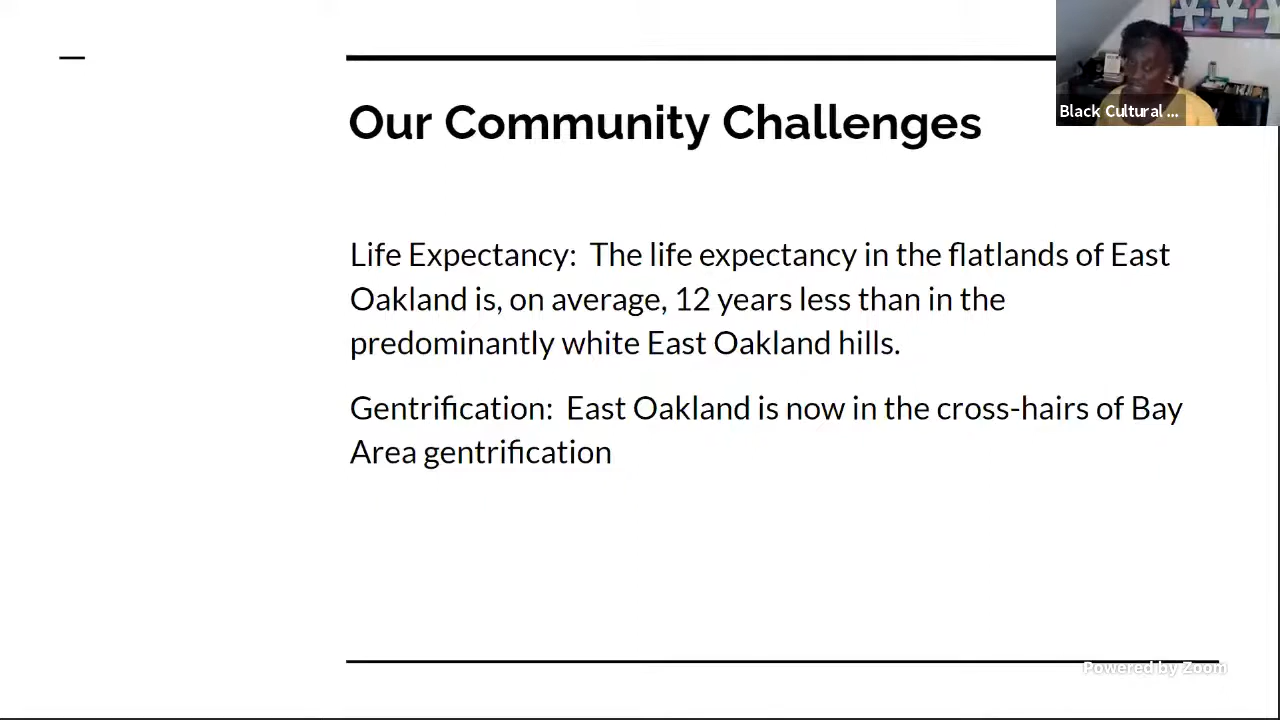 Our Community Challenges
Black Cultural ...
Life Expectancy: The life expectancy in the flatlands of East
Oakland is, on average, 12 years less than in the
predominantly white East Oakland hills.
Gentrification: East Oakland is now in the cross-hairs of Bay
Area gentrification
Powered by Zoom